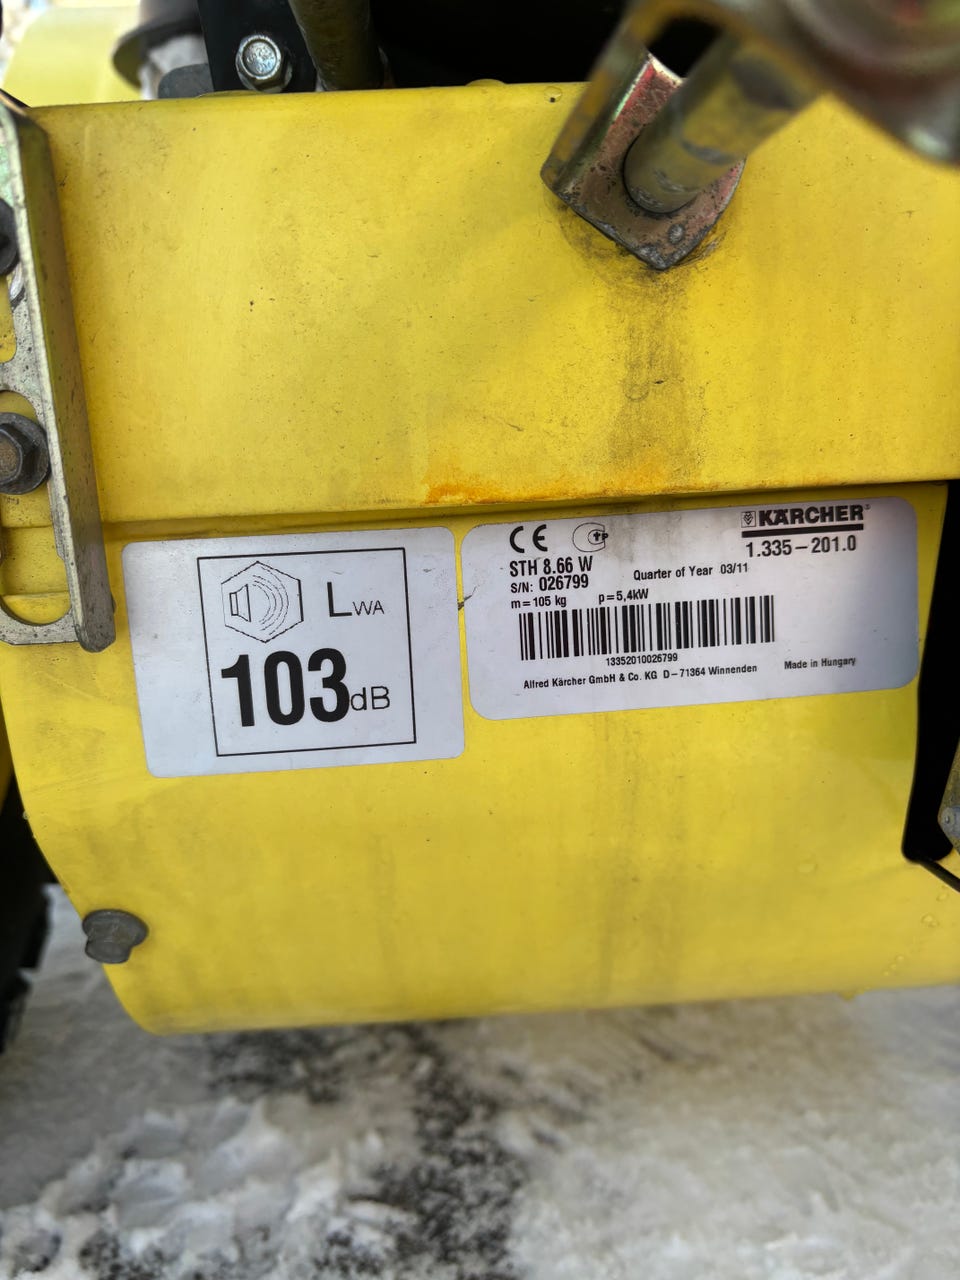 LWA
103dB
CE
KÄRCHER®
1.335-201.0
STH 8.66 W
S/N: 026799
Quarter of Year 03/11
m=105 kg p=5,4kW
13352010026799
Alfred Kärcher GmbH & Co. KG D-71364 Winnenden
Made in Hungary